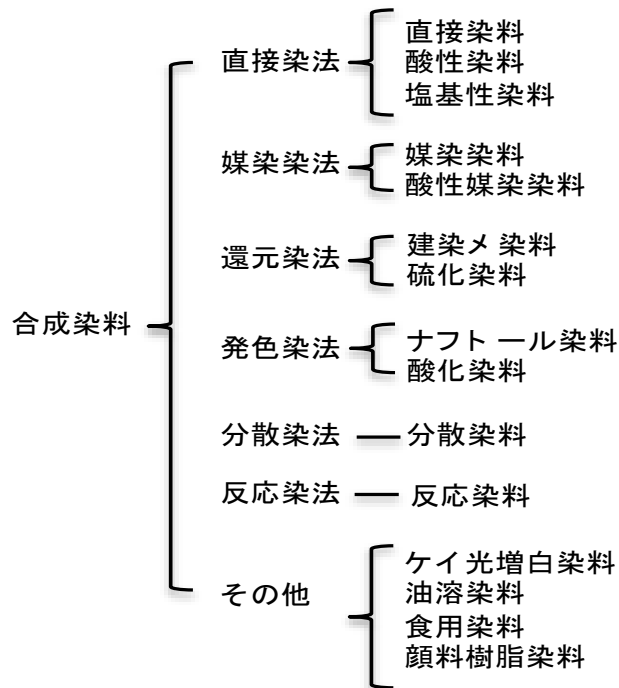 合成染料
直接染法
直接染料
酸性染料
塩基性染料
媒染染法
媒染染料
酸性媒染染料
還元染法
建染メ 染料
硫化染料
発色染法
ナフト ール染料
酸化染料
分散染法
分散染料
反応染法
反応染料
その他
ケイ光増白染料
油溶染料
食用染料
顔料樹脂染料